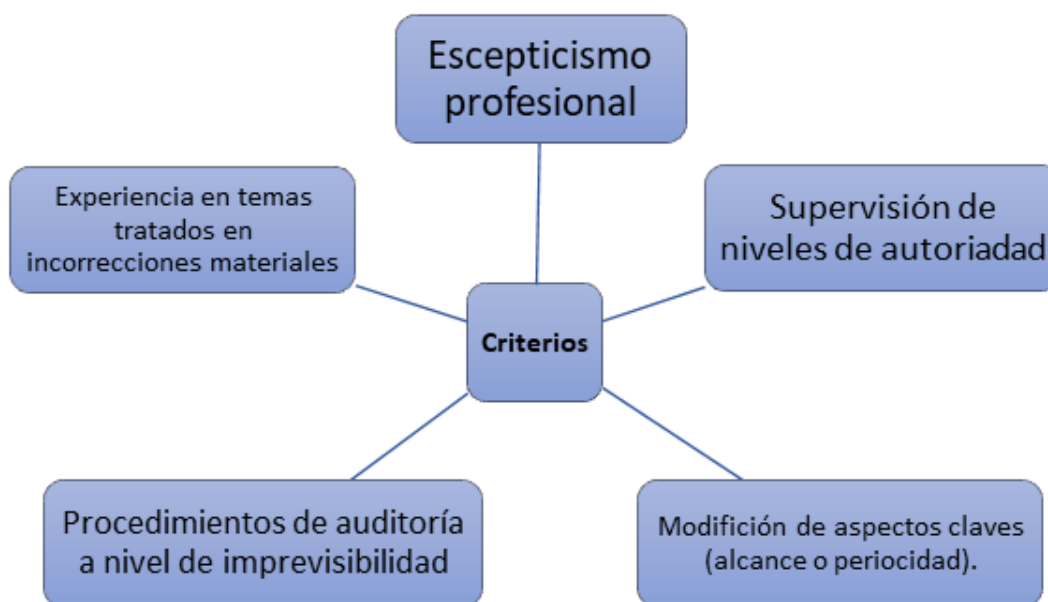 Escepticismo
profesional
Experiencia en temas
tratados en
incorrecciones materiales
Supervisión de
niveles de autoriadad
Criterios
Procedimientos de auditoría
a nivel de imprevisibilidad
Modifición de aspectos claves
(alcance o periocidad).